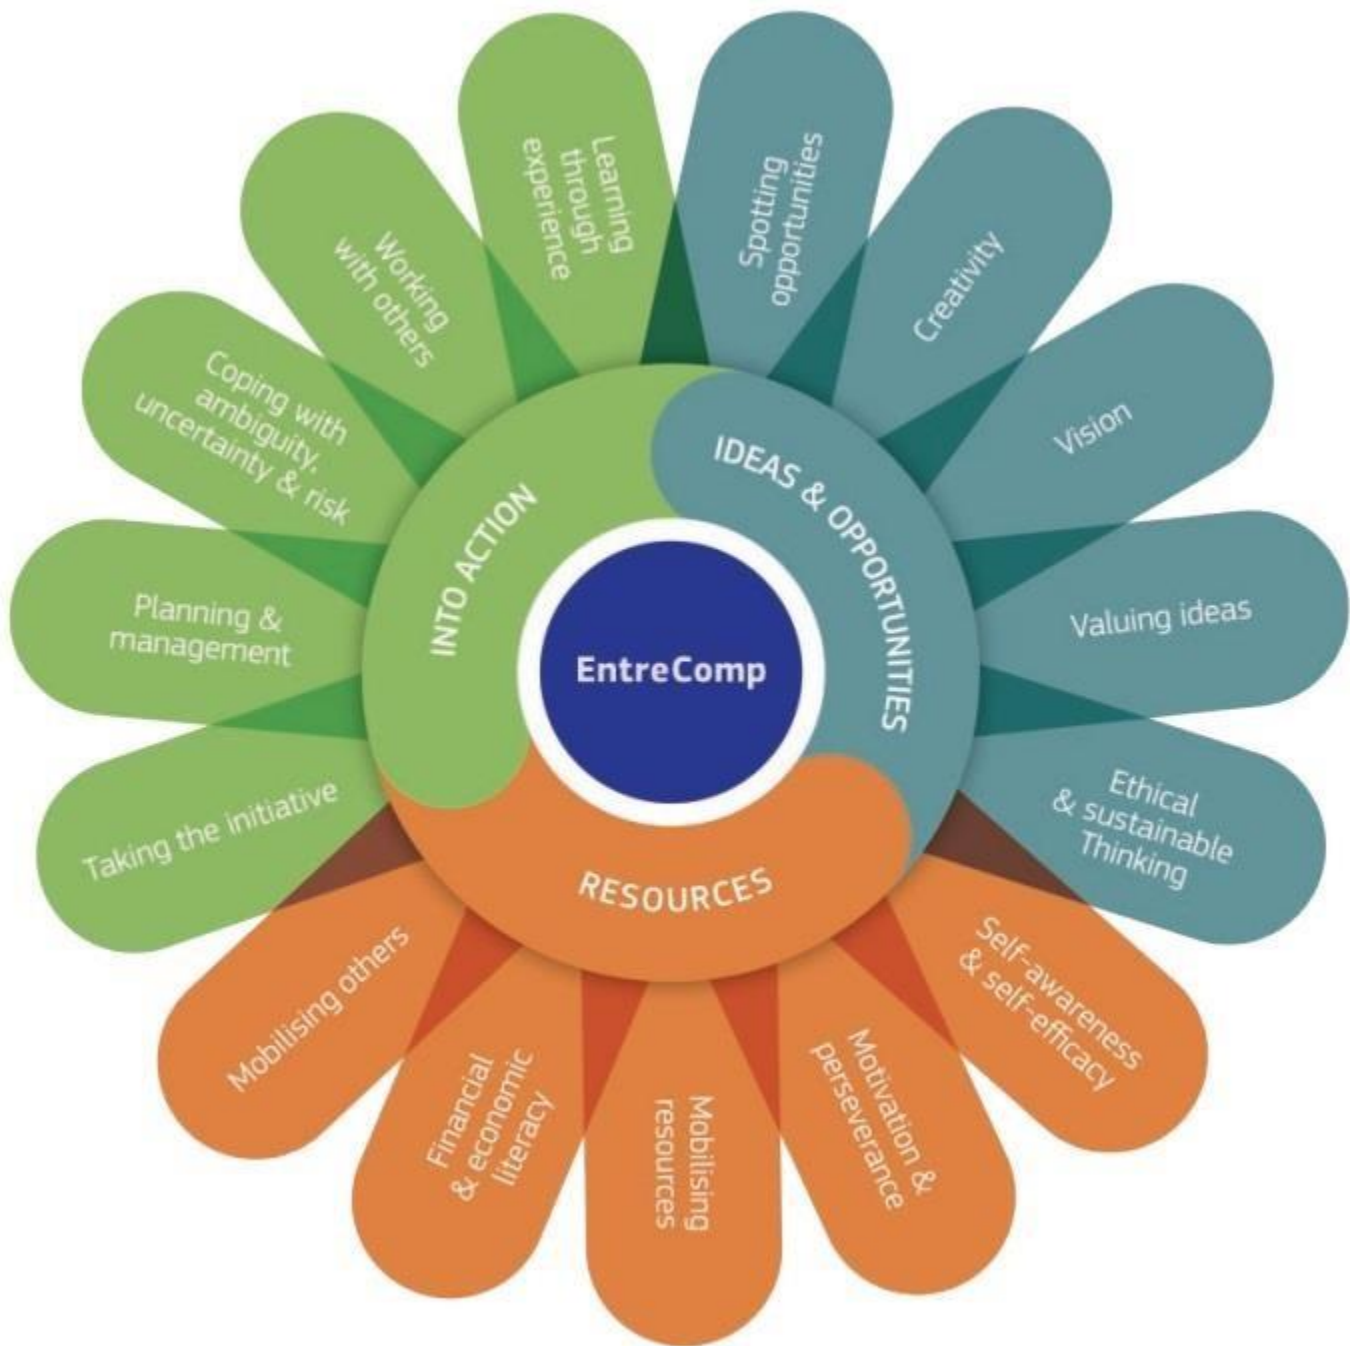 EntreComp
IDEAS & OPPORTUNITIES
Spotting
opportunities
Creativity
Vision
Valuing ideas
Ethical
& sustainable
Thinking
RESOURCES
Self-awareness
& self-efficacy
Motivation &
perseverance
Mobilising
resources
Financial
& economic
literacy
Mobilising others
INTO ACTION
Taking the initiative
Planning &
management
Coping with
ambiguity,
uncertainty & risk
Working
with others
Learning
through
experience